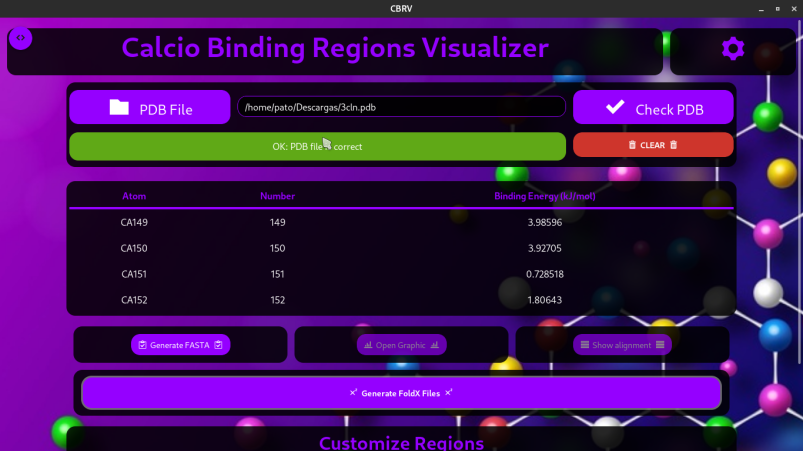 CBRV
Calcio Binding Regions Visualizer
PDB File
/home/pato/Descargas/3cln.pdb
Check PDB
OK: PDB file correct
CLEAR
Atom Number Binding Energy (kJ/mol)
CA149 149 3.98596
CA150 150 3.92705
CA151 151 0.728518
CA152 152 1.80643
Generate FASTA
Open Graphic
Show alignment
Generate FoldX Files
Customize Regions